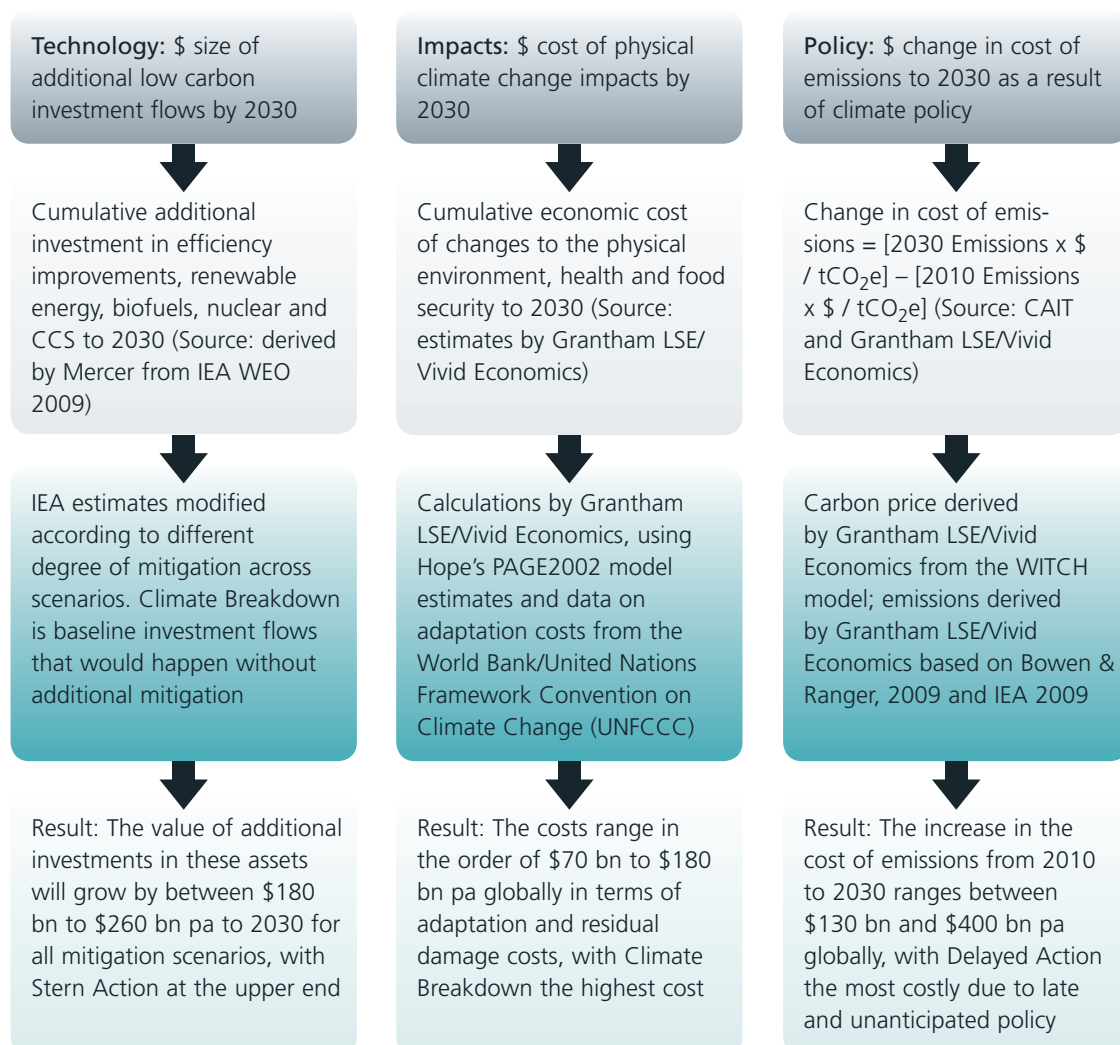 Technology: $ size of
additional low carbon
investment flows by 2030
Cumulative additional
investment in efficiency
improvements, renewable
energy, biofuels, nuclear and
CCS to 2030 (Source: derived
by Mercer from IEA WEO
2009)
IEA estimates modified
according to different
degree of mitigation across
scenarios. Climate Breakdown
is baseline investment flows
that would happen without
additional mitigation
Result: The value of additional
investments in these assets
will grow by between $180
bn to $260 bn pa to 2030 for
all mitigation scenarios, with
Stern Action at the upper end
Impacts: $ cost of physical
climate change impacts by
2030
Cumulative economic cost
of changes to the physical
environment, health and food
security to 2030 (Source:
estimates by Grantham LSE/
Vivid Economics)
Calculations by Grantham
LSE/Vivid Economics, using
Hope's PAGE2002 model
estimates and data on
adaptation costs from the
World Bank/United Nations
Framework Convention on
Climate Change (UNFCCC)
Result: The costs range in
the order of $70 bn to $180
bn pa globally in terms of
adaptation and residual
damage costs, with Climate
Breakdown the highest cost
Policy: $ change in cost of
emissions to 2030 as a result
of climate policy
Change in cost of emis-
sions = [2030 Emissions x $
/ tCO₂e] – [2010 Emissions
x $ / tCO₂e] (Source: CAIT
and Grantham LSE/Vivid
Economics)
Carbon price derived
by Grantham LSE/Vivid
Economics from the WITCH
model; emissions derived
by Grantham LSE/Vivid
Economics based on Bowen &
Ranger, 2009 and IEA 2009
Result: The increase in the
cost of emissions from 2010
to 2030 ranges between
$130 bn and $400 bn pa
globally, with Delayed Action
the most costly due to late
and unanticipated policy